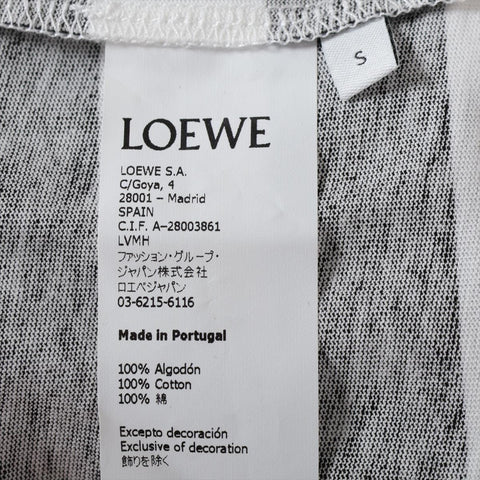 S
LOEWE
LOEWE S.A.
C/Goya, 4
28001 – Madrid
SPAIN
C.I.F. A-28003861
LVMH
ファッション・グループ・
ジャパン株式会社
ロエベジャパン
03-6215-6116
Made in Portugal
100% Algodón
100% Cotton
100% 綿
Excepto decoración
Exclusive of decoration
飾りを除く